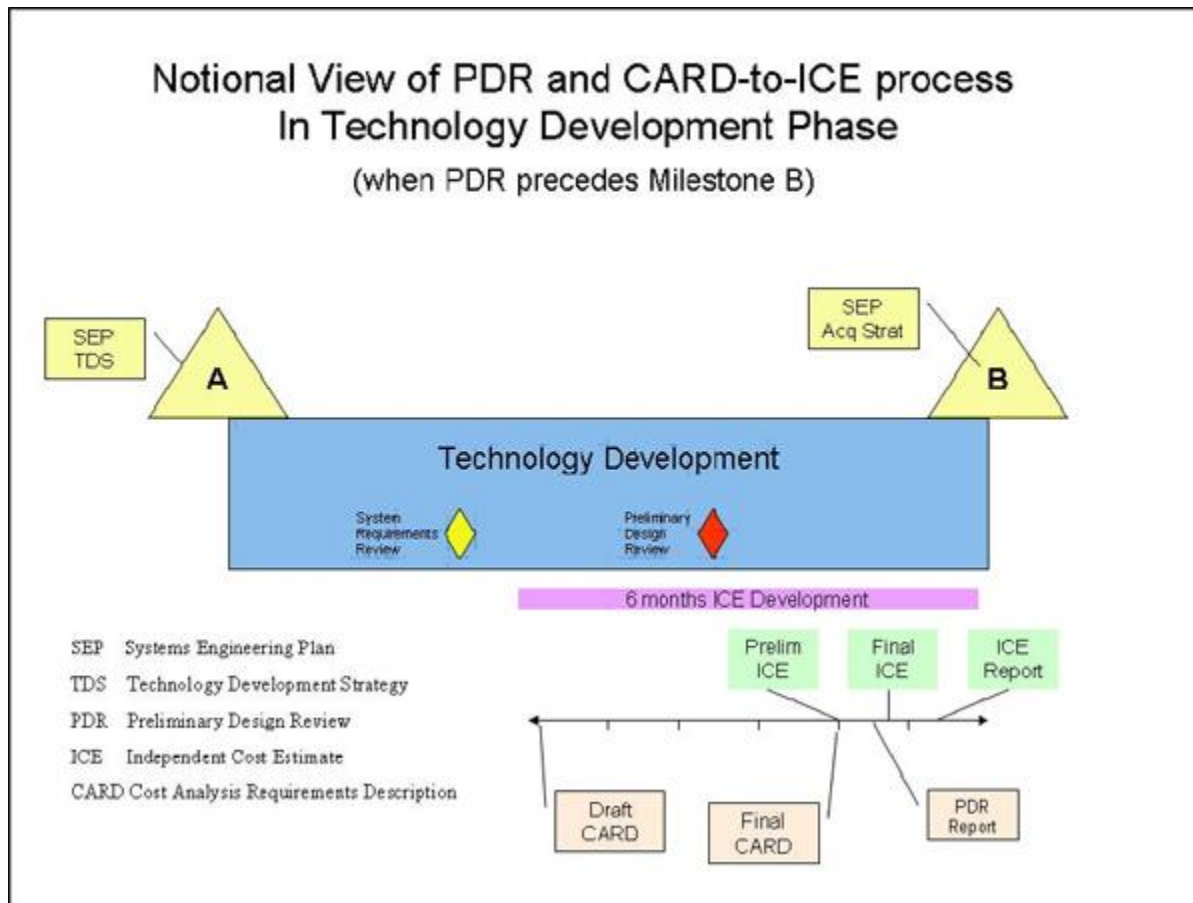 Notional View of PDR and CARD-to-ICE process
In Technology Development Phase
(when PDR precedes Milestone B)
SEP
TDS
A
SEP
Acq Strat
B
Technology Development
System
Requirements
Review
Preliminary
Design
Review
6 months ICE Development
SEP Systems Engineering Plan
TDS Technology Development Strategy
PDR Preliminary Design Review
ICE Independent Cost Estimate
CARD Cost Analysis Requirements Description
Prelim
ICE
Final
ICE
ICE
Report
Draft
CARD
Final
CARD
PDR
Report